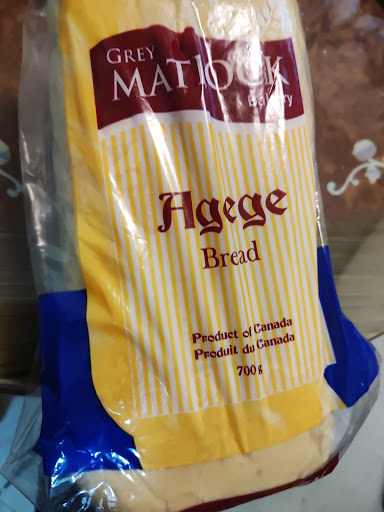 GREY
MATLOCK
Bakery
Agege
Bread
Product of Canada
Produit du Canada
700g